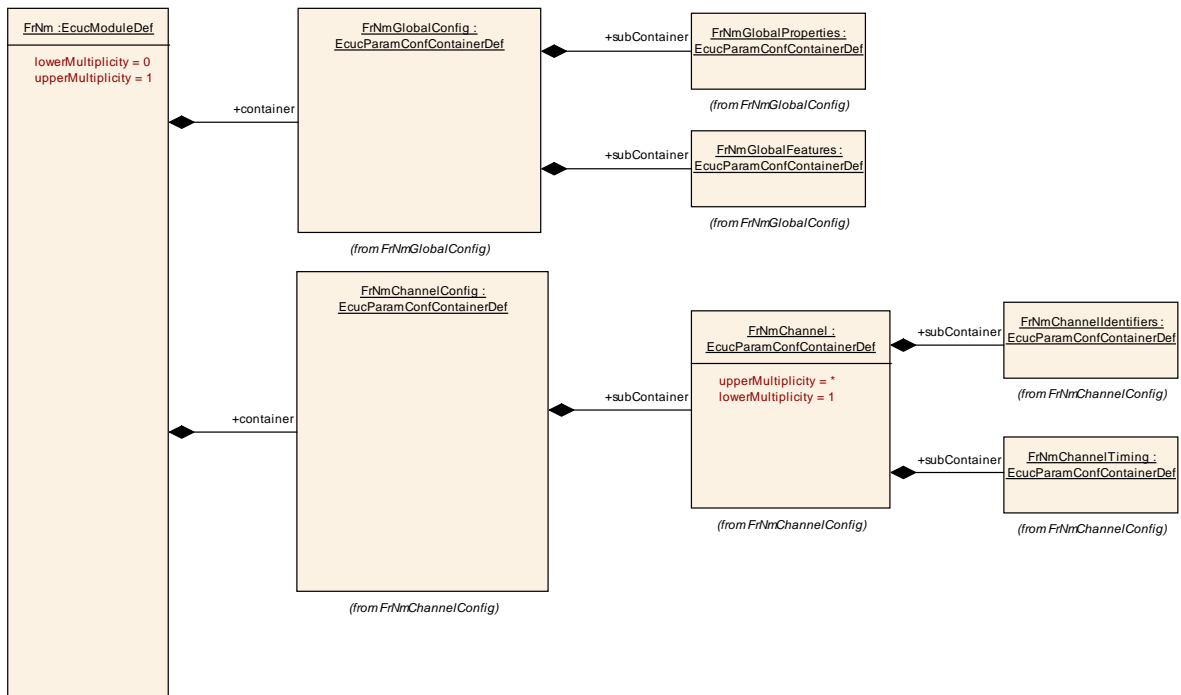 FrNm :EcucModuleDef
lowerMultiplicity = 0
upperMultiplicity = 1
+container
FrNmGlobalConfig :
EcucParamConfContainerDef
(from FrNmGlobalConfig)
+subContainer
FrNmGlobalProperties :
EcucParamConfContainerDef
(from FrNmGlobalConfig)
+subContainer
FrNmGlobalFeatures :
EcucParamConfContainerDef
(from FrNmGlobalConfig)
+container
FrNmChannelConfig :
EcucParamConfContainerDef
(from FrNmChannelConfig)
+subContainer
FrNmChannel :
EcucParamConfContainerDef
upperMultiplicity = *
lowerMultiplicity = 1
(from FrNmChannelConfig)
+subContainer
FrNmChannelIdentifiers :
EcucParamConfContainerDef
(from FrNmChannelConfig)
+subContainer
FrNmChannelTiming :
EcucParamConfContainerDef
(from FrNmChannelConfig)